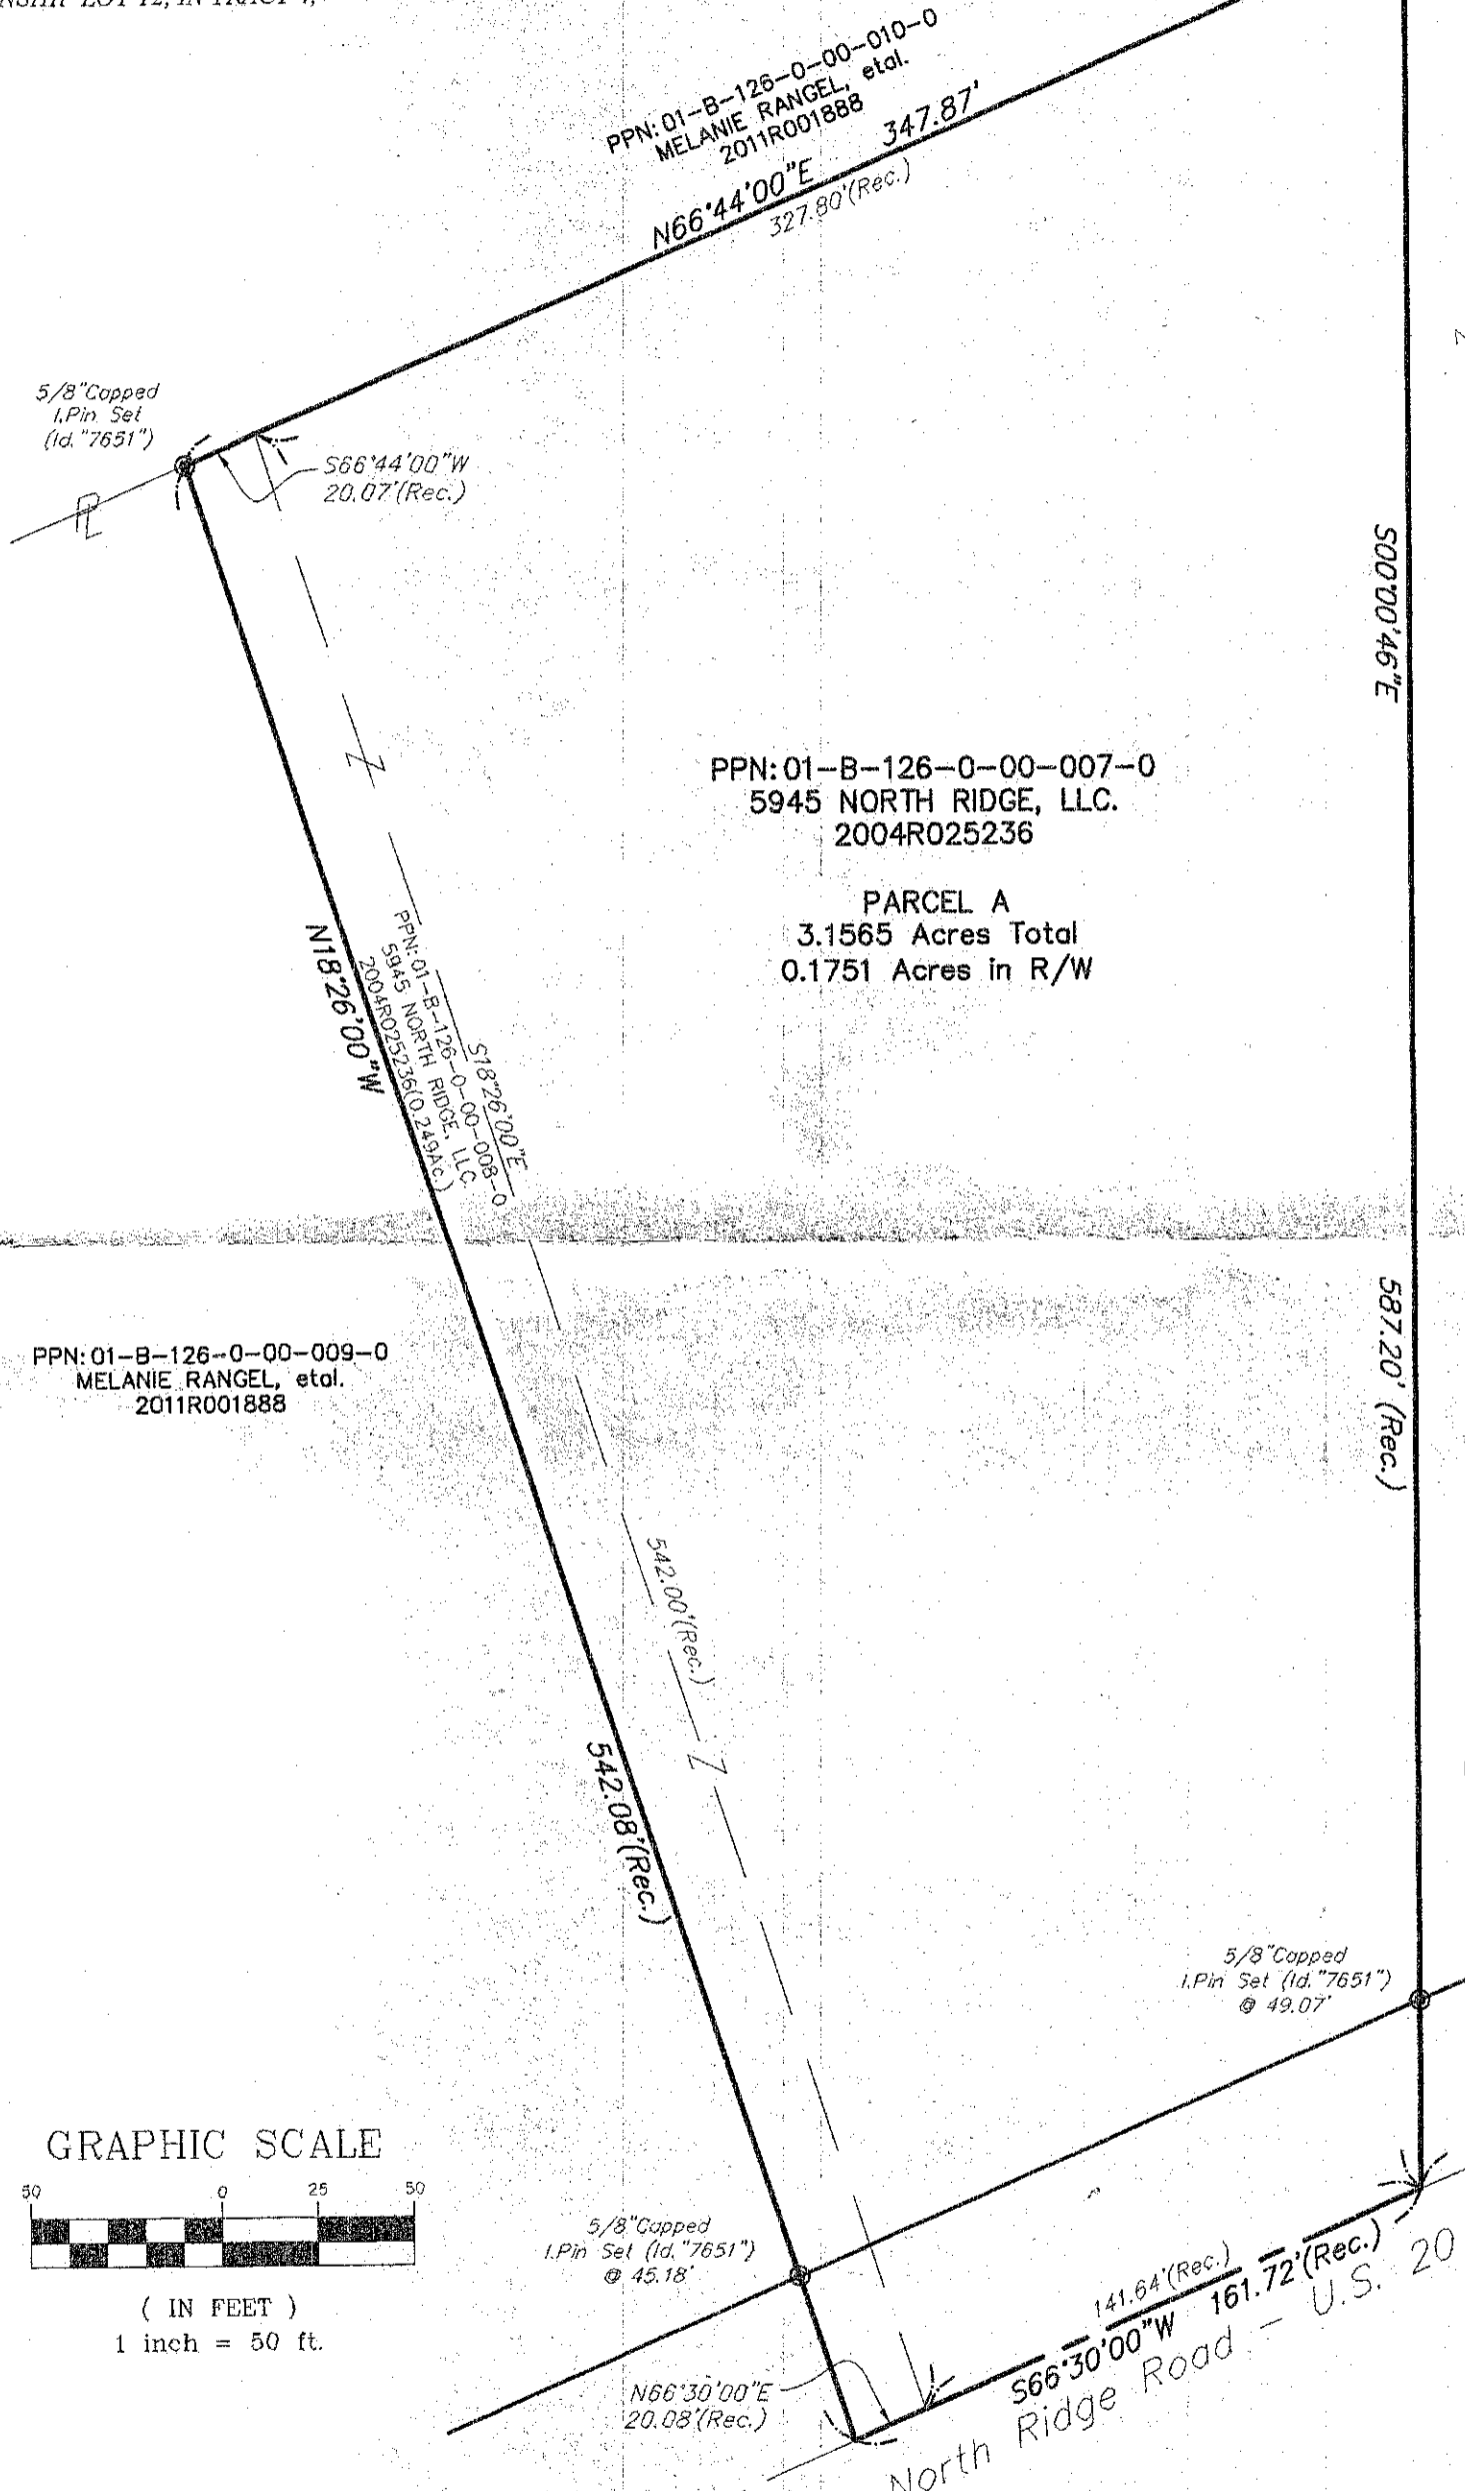 PPN: 01-B-126-0-00-010-0
MELANIE RANGEL, etal.
2011R001888
N66°44'00"E 347.87'
327.80'(Rec.)
5/8"Capped
I.Pin Set
(Id."7651")
S66°44'00"W
20.07'(Rec.)
PL
S00°00'46"E
PPN: 01-B-126-0-00-007-0
5945 NORTH RIDGE, LLC.
2004R025236
PARCEL A
3.1565 Acres Total
0.1751 Acres in R/W
N18°26'00"W
S18°26'00"E
PPN: 01-B-126-0-00-008-0
5945 NORTH RIDGE, LLC.
2004R025236(0.249Ac.)
587.20' (Rec.)
PPN: 01-B-126-0-00-009-0
MELANIE RANGEL, etal.
2011R001888
542.00'(Rec.)
542.08'(Rec.)
5/8"Capped
I.Pin Set (Id."7651")
@ 49.07'
GRAPHIC SCALE
50 0 25 50
( IN FEET )
1 inch = 50 ft.
5/8"Capped
I.Pin Set (Id."7651")
@ 45.18'
141.64'(Rec.)
S66°30'00"W 161.72'(Rec.)
N66°30'00"E
20.08'(Rec.)
North Ridge Road - U.S. 20